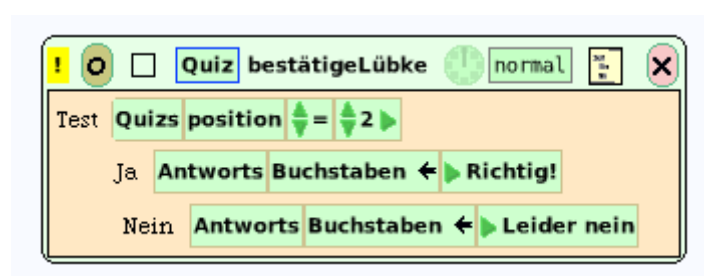 ! O Quiz bestätigeLübke normal
Test Quizs position = 2
Ja Antworts Buchstaben ← Richtig!
Nein Antworts Buchstaben ← Leider nein